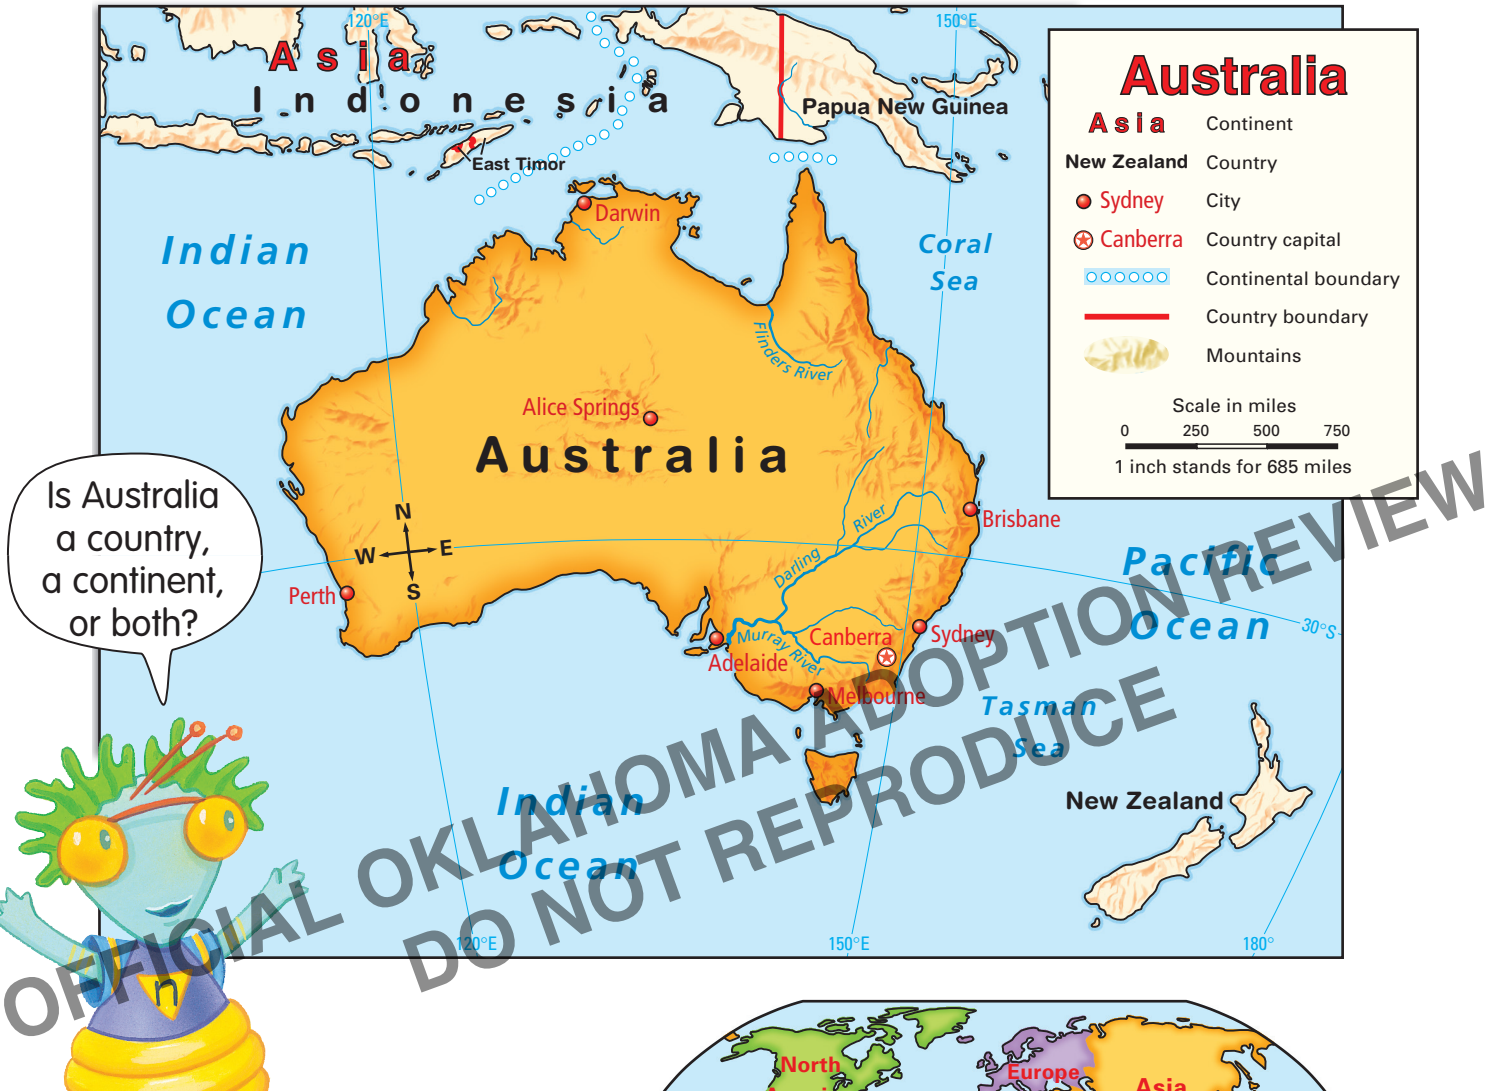 120°E
150°E
Asia
Indonesia
Papua New Guinea
East Timor
Darwin
Indian
Ocean
Coral
Sea
Flinders River
Alice Springs
Australia
N
W E
S
Perth
Brisbane
Darling River
Murray River
Adelaide
Canberra
Sydney
Melbourne
Pacific
Ocean
30°S
Tasman
Sea
New Zealand
Indian
Ocean
120°E
150°E
180°
Australia
Asia Continent
New Zealand Country
Sydney City
Canberra Country capital
Continental boundary
Country boundary
Mountains
Scale in miles
0 250 500 750
1 inch stands for 685 miles
Is Australia
a country,
a continent,
or both?
n
OFFICIAL OKLAHOMA ADOPTION REVIEW
DO NOT REPRODUCE
North
Europe
Asia